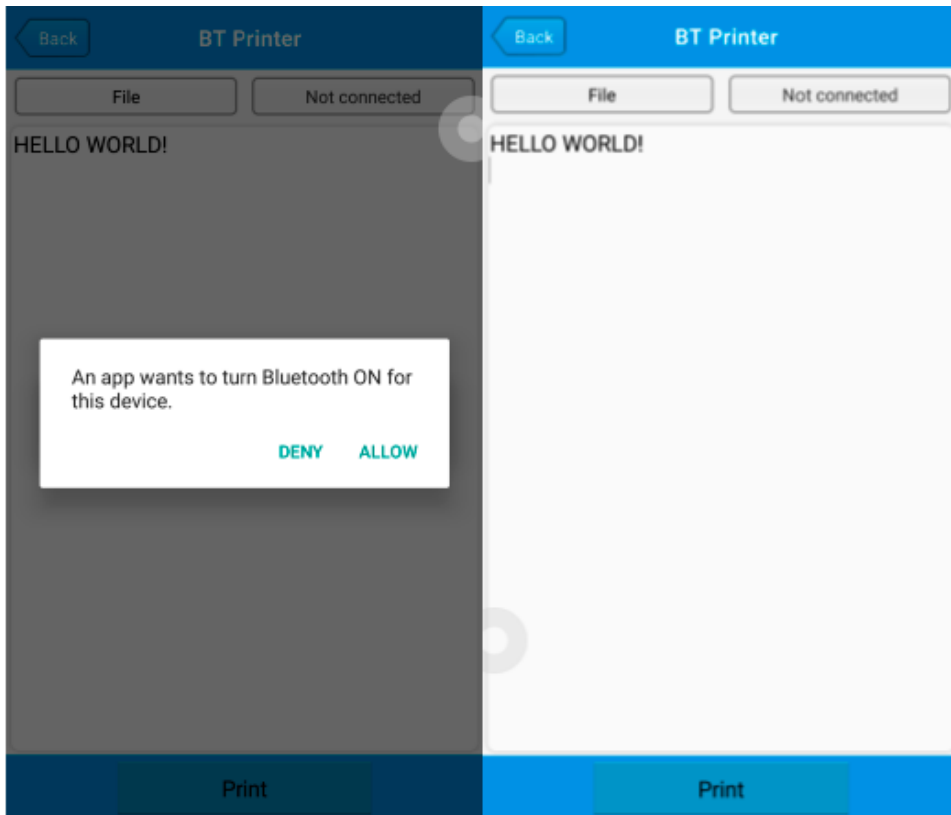 Back
BT Printer
File
Not connected
HELLO WORLD!
An app wants to turn Bluetooth ON for
this device.
DENY ALLOW
Print
Back
BT Printer
File
Not connected
HELLO WORLD!
Print